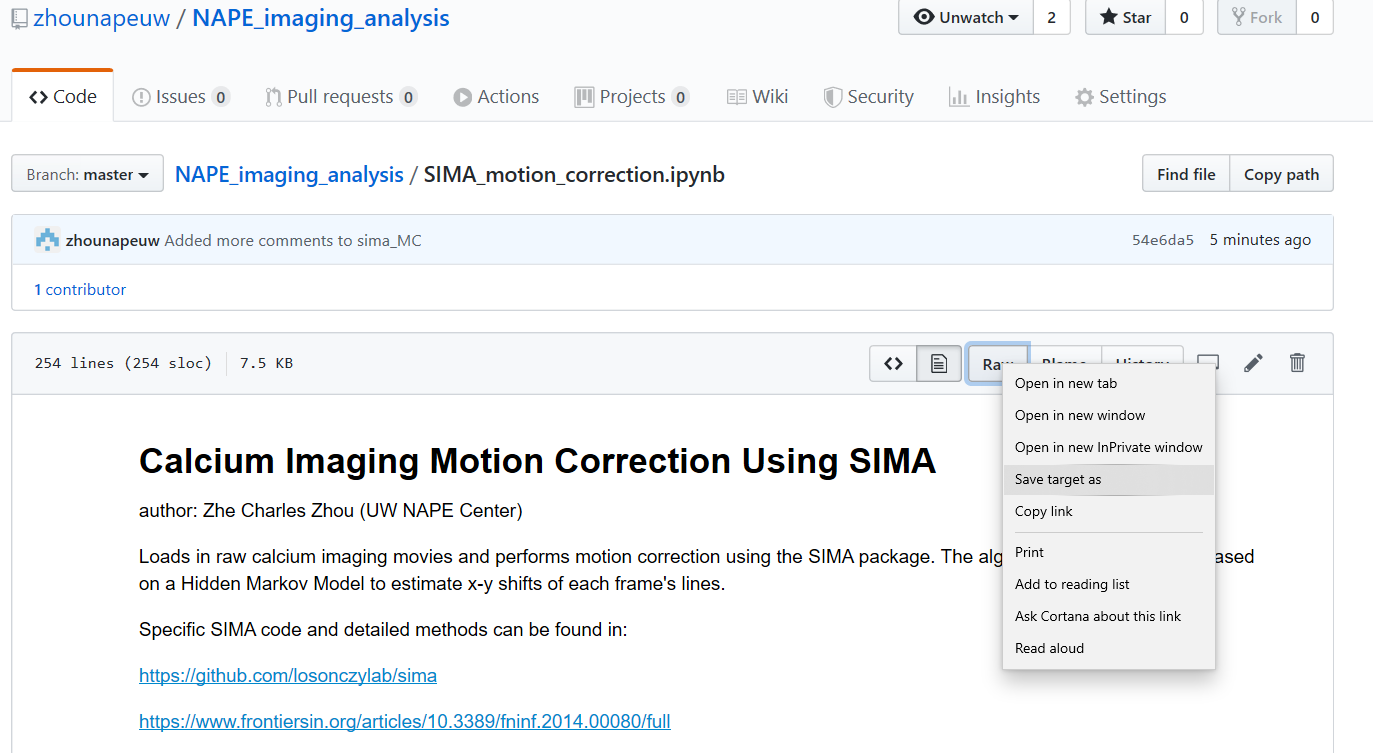 zhounapeuw / NAPE_imaging_analysis Unwatch 2 Star 0 Fork 0
Code Issues 0 Pull requests 0 Actions Projects 0 Wiki Security Insights Settings
Branch: master NAPE_imaging_analysis / SIMA_motion_correction.ipynb Find file Copy path
zhounapeuw Added more comments to sima_MC 54e6da5 5 minutes ago
1 contributor
254 lines (254 sloc) 7.5 KB Raw Blame History
Open in new tab
Open in new window
Open in new InPrivate window
Save target as
Copy link
Print
Add to reading list
Ask Cortana about this link
Read aloud
Calcium Imaging Motion Correction Using SIMA
author: Zhe Charles Zhou (UW NAPE Center)
Loads in raw calcium imaging movies and performs motion correction using the SIMA package. The
on a Hidden Markov Model to estimate x-y shifts of each frame's lines.
Specific SIMA code and detailed methods can be found in:
https://github.com/losonczylab/sima
https://www.frontiersin.org/articles/10.3389/fninf.2014.00080/full